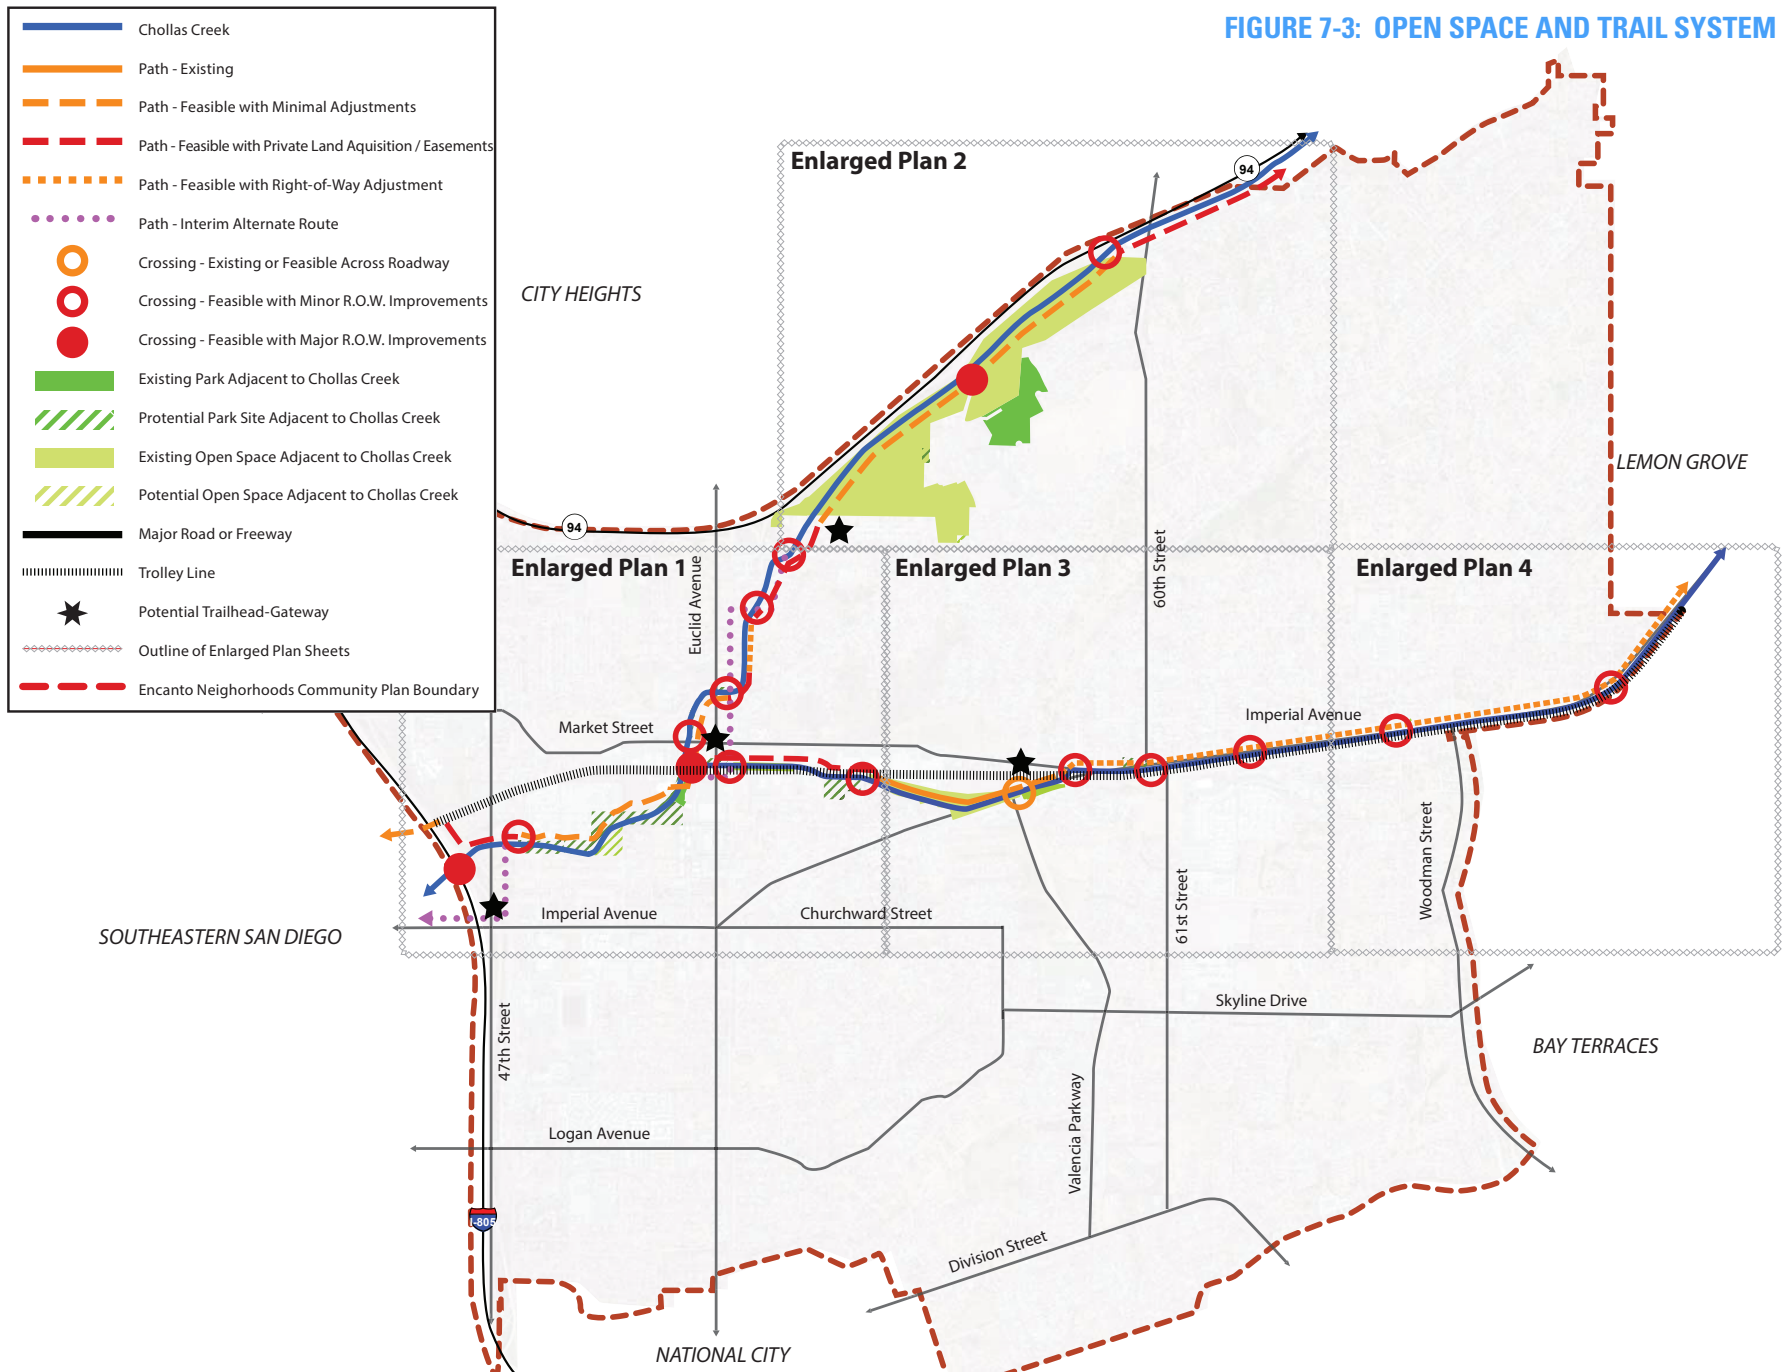 FIGURE 7-3: OPEN SPACE AND TRAIL SYSTEM
Chollas Creek
Path - Existing
Path - Feasible with Minimal Adjustments
Path - Feasible with Private Land Aquisition / Easements
Path - Feasible with Right-of-Way Adjustment
Path - Interim Alternate Route
Crossing - Existing or Feasible Across Roadway
Crossing - Feasible with Minor R.O.W. Improvements
Crossing - Feasible with Major R.O.W. Improvements
Existing Park Adjacent to Chollas Creek
Protential Park Site Adjacent to Chollas Creek
Existing Open Space Adjacent to Chollas Creek
Potential Open Space Adjacent to Chollas Creek
Major Road or Freeway
Trolley Line
Potential Trailhead-Gateway
Outline of Enlarged Plan Sheets
Encanto Neighorhoods Community Plan Boundary
Enlarged Plan 2
94
CITY HEIGHTS
LEMON GROVE
94
Enlarged Plan 1
Euclid Avenue
Enlarged Plan 3
60th Street
Enlarged Plan 4
Market Street
Imperial Avenue
Woodman Street
Imperial Avenue
Churchward Street
61st Street
SOUTHEASTERN SAN DIEGO
47th Street
Skyline Drive
BAY TERRACES
Logan Avenue
Valencia Parkway
I-805
Division Street
NATIONAL CITY